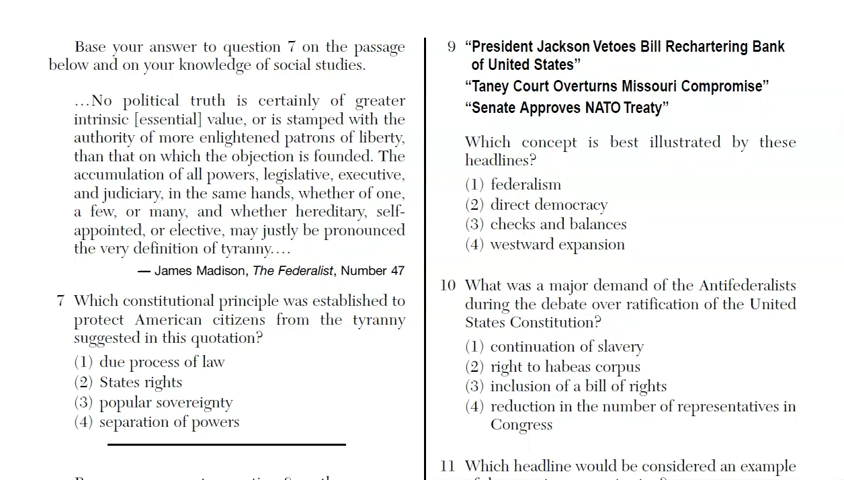 Base your answer to question 7 on the passage
below and on your knowledge of social studies.
…No political truth is certainly of greater
intrinsic [essential] value, or is stamped with the
authority of more enlightened patrons of liberty,
than that on which the objection is founded. The
accumulation of all powers, legislative, executive,
and judiciary, in the same hands, whether of one,
a few, or many, and whether hereditary, self-
appointed, or elective, may justly be pronounced
the very definition of tyranny.…
— James Madison, The Federalist, Number 47
7 Which constitutional principle was established to
protect American citizens from the tyranny
suggested in this quotation?
(1) due process of law
(2) States rights
(3) popular sovereignty
(4) separation of powers
9 “President Jackson Vetoes Bill Rechartering Bank
of United States”
“Taney Court Overturns Missouri Compromise”
“Senate Approves NATO Treaty”
Which concept is best illustrated by these
headlines?
(1) federalism
(2) direct democracy
(3) checks and balances
(4) westward expansion
10 What was a major demand of the Antifederalists
during the debate over ratification of the United
States Constitution?
(1) continuation of slavery
(2) right to habeas corpus
(3) inclusion of a bill of rights
(4) reduction in the number of representatives in
Congress
11 Which headline would be considered an example